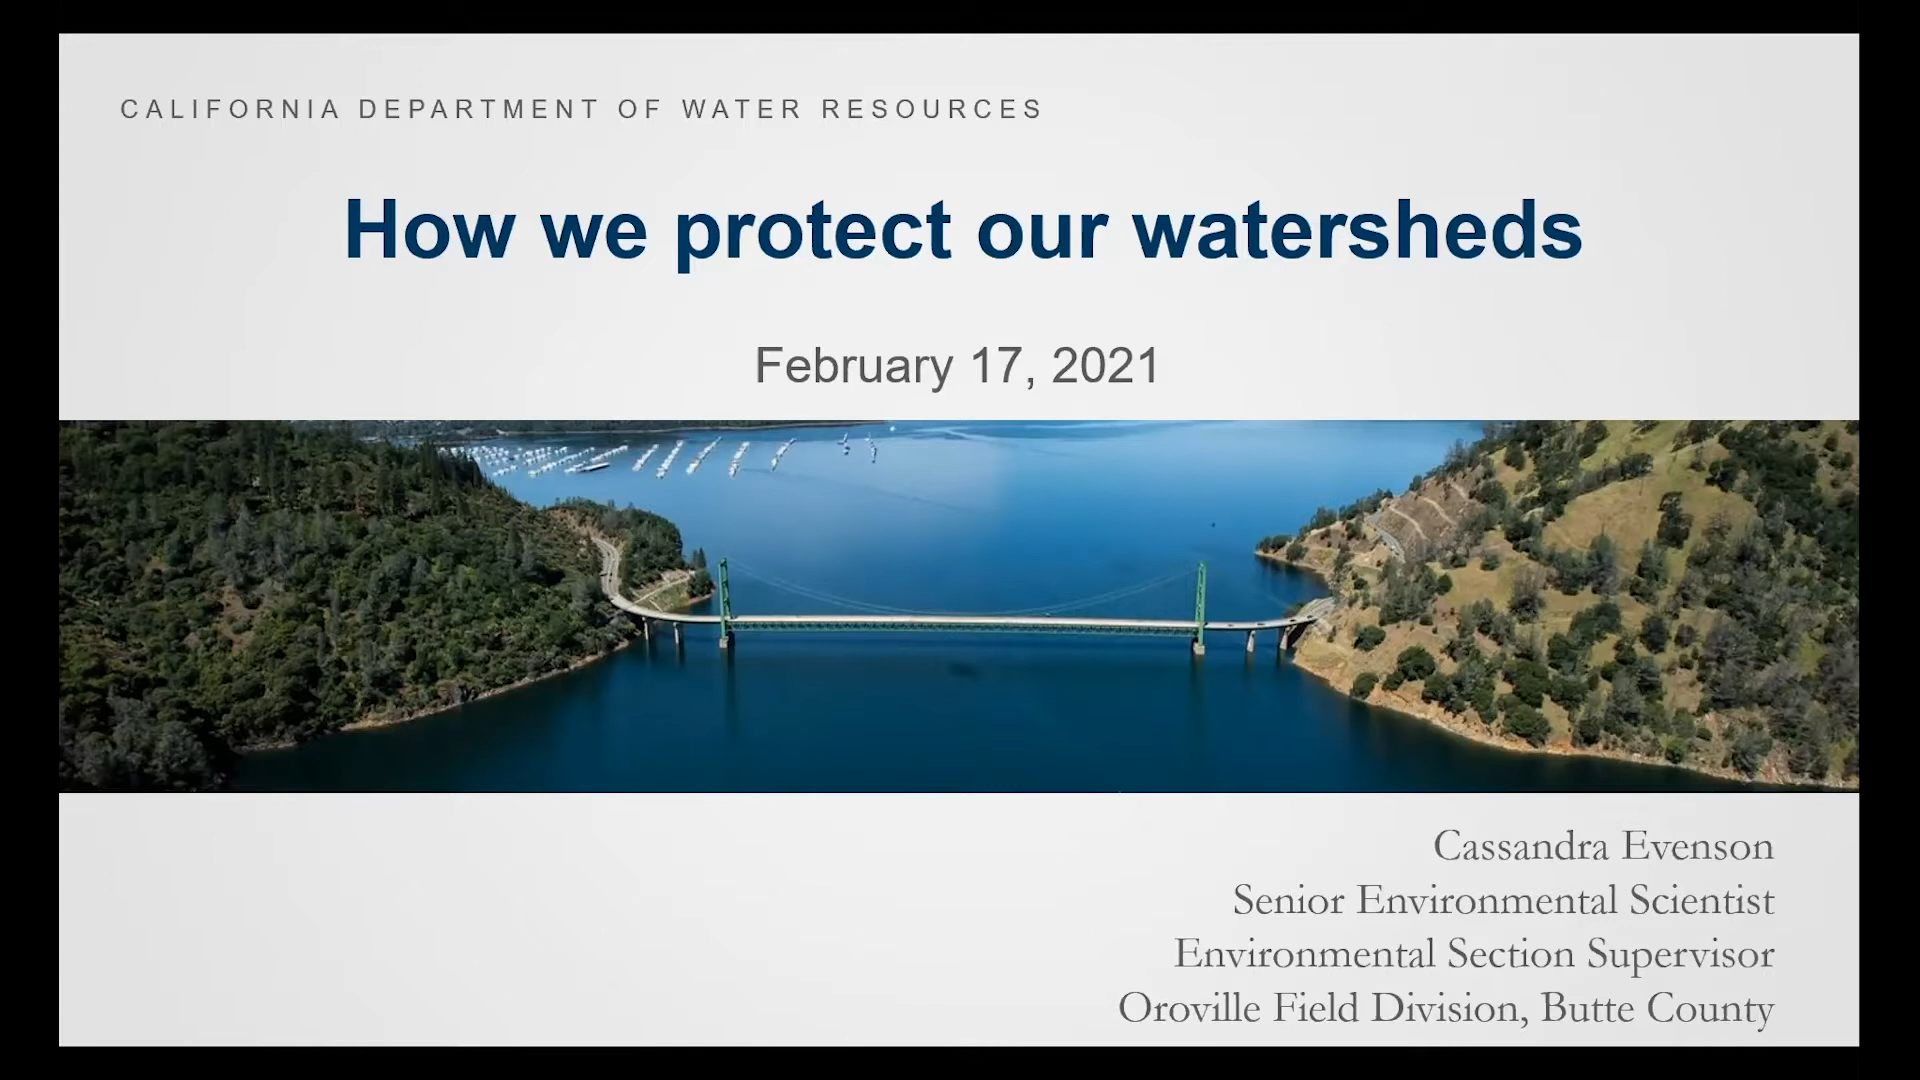 CALIFORNIA DEPARTMENT OF WATER RESOURCES
How we protect our watersheds
February 17, 2021
Cassandra Evenson
Senior Environmental Scientist
Environmental Section Supervisor
Oroville Field Division, Butte County